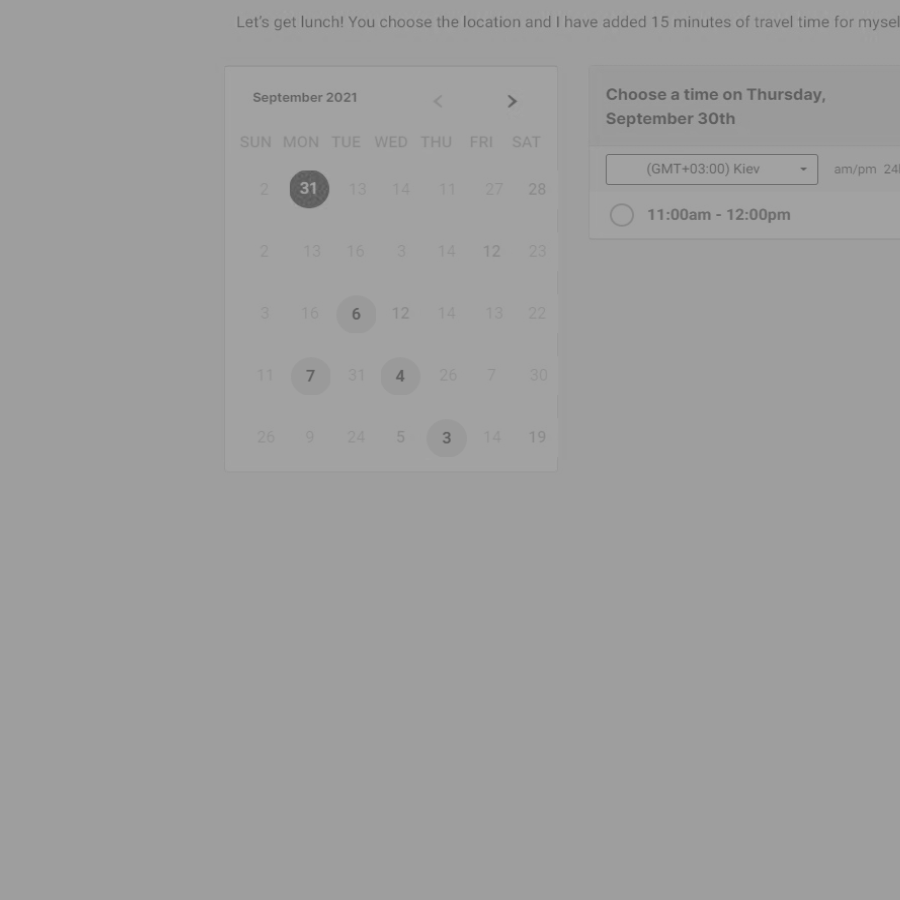 Let's get lunch! You choose the location and I have added 15 minutes of travel time for mysel
September 2021
SUN MON TUE WED THU FRI SAT
2 31 13 14 11 27 28
2 13 16 3 14 12 23
3 16 6 12 14 13 22
11 7 31 4 26 7 30
26 9 24 5 3 14 19
Choose a time on Thursday,
September 30th
(GMT+03:00) Kiev am/pm 24
11:00am - 12:00pm